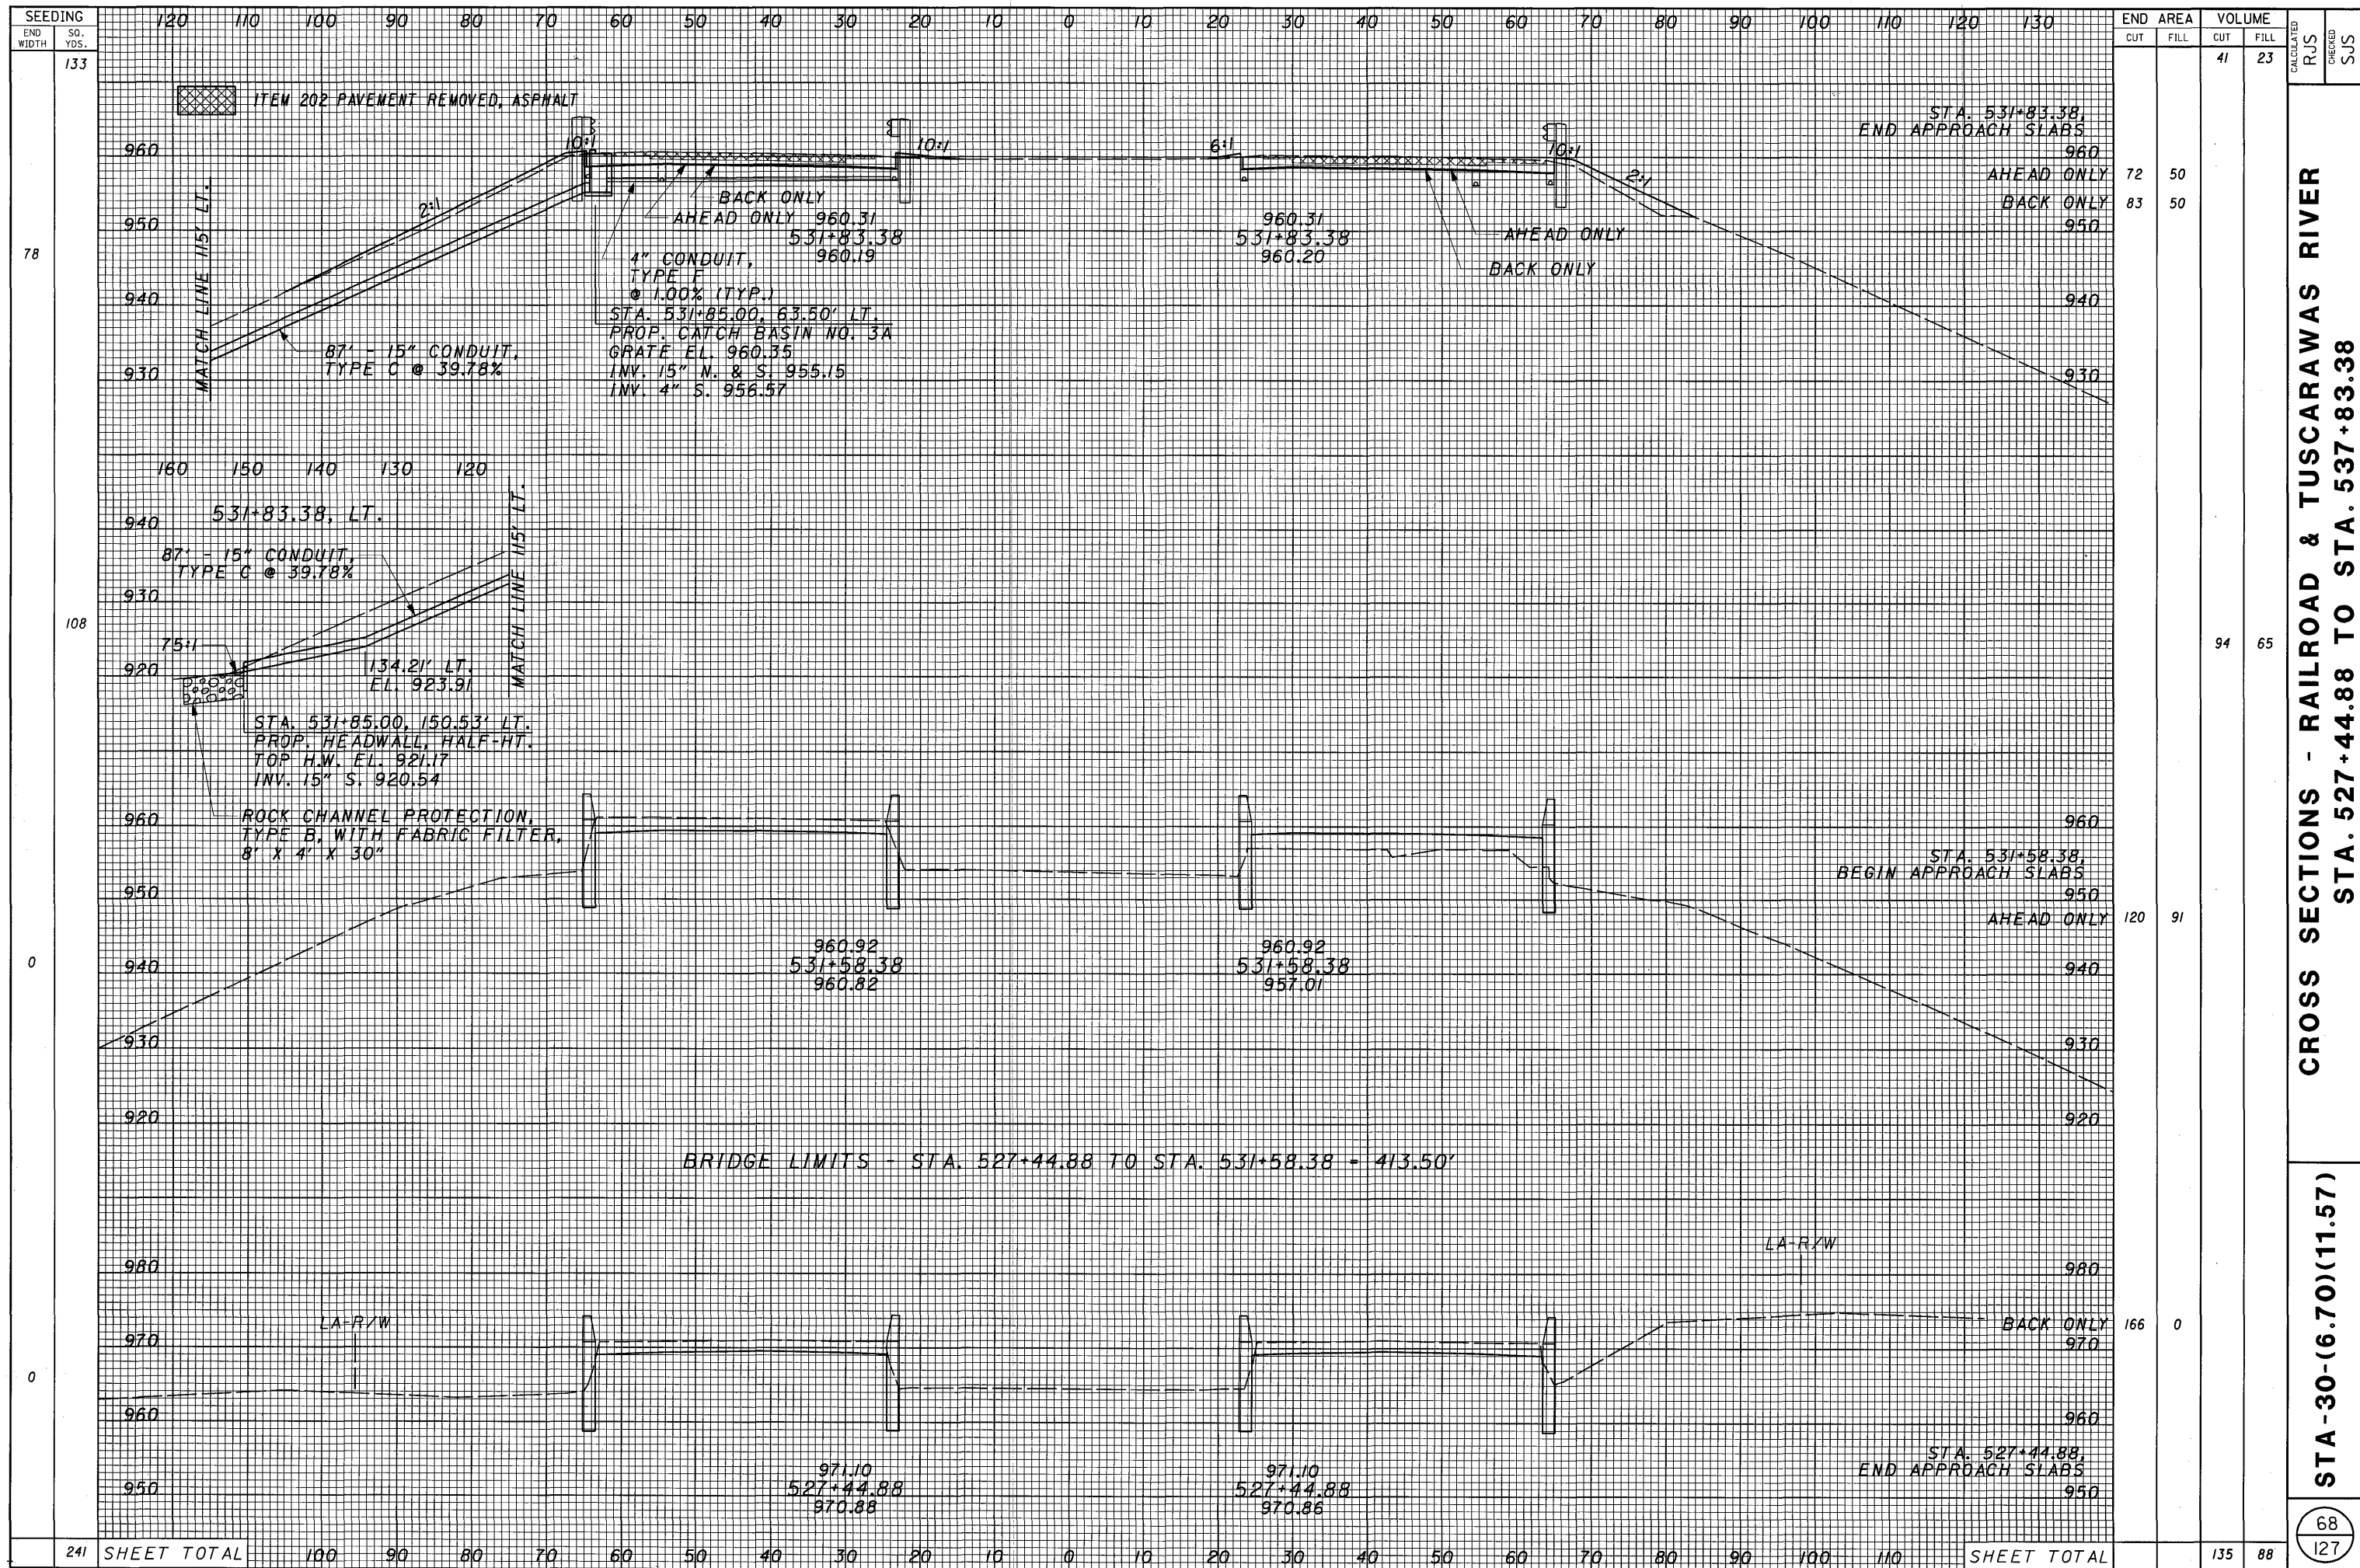 SEEDING
END WIDTH
SQ. YDS.
120 110 100 90 80 70 60 50 40 30 20 10 0 10 20 30 40 50 60 70 80 90 100 110 120 130
END AREA
CUT FILL
VOLUME
CUT FILL
CALCULATED
RJS
CHECKED
SJS
133
41 23
ITEM 202 PAVEMENT REMOVED, ASPHALT
STA. 531+83.38,
END APPROACH SLABS
960
10:1
10:1
6:1
10:1
960
AHEAD ONLY 72 50
BACK ONLY 83 50
2:1
2:1
MATCH LINE 115' LT.
BACK ONLY
AHEAD ONLY
960.31
531+83.38
960.19
960.31
531+83.38
960.20
AHEAD ONLY
BACK ONLY
950
950
78
4" CONDUIT,
TYPE F
@ 1.00% (TYP.)
940
940
STA. 531+85.00, 63.50' LT.
PROP. CATCH BASIN NO. 3A
GRATE EL. 960.35
INV. 15" N. & S. 955.15
INV. 4" S. 956.57
87' - 15" CONDUIT,
TYPE C @ 39.78%
930
930
160 150 140 130 120
531+83.38, LT.
940
87' - 15" CONDUIT,
TYPE C @ 39.78%
MATCH LINE 115' LT.
930
108
75:1
94 65
920
134.21' LT.
EL. 923.91
STA. 531+85.00, 150.53' LT.
PROP. HEADWALL, HALF-HT.
TOP H.W. EL. 921.17
INV. 15" S. 920.54
ROCK CHANNEL PROTECTION,
TYPE B, WITH FABRIC FILTER,
8' X 4' X 30"
960
960
STA. 531+58.38,
BEGIN APPROACH SLABS
950
950
AHEAD ONLY 120 91
960.92
531+58.38
960.82
960.92
531+58.38
957.01
0
940
940
930
930
920
920
BRIDGE LIMITS - STA. 527+44.88 TO STA. 531+58.38 = 413.50'
LA-R/W
980
980
LA-R/W
BACK ONLY 166 0
970
970
0
960
960
STA. 527+44.88,
END APPROACH SLABS
971.10
527+44.88
970.88
971.10
527+44.88
970.86
950
950
241 SHEET TOTAL
100 90 80 70 60 50 40 30 20 10 0 10 20 30 40 50 60 70 80 90 100 110
SHEET TOTAL 135 88
CROSS SECTIONS - RAILROAD & TUSCARAWAS RIVER
STA. 527+44.88 TO STA. 537+83.38
STA-30-(6.70)(11.57)
68
127